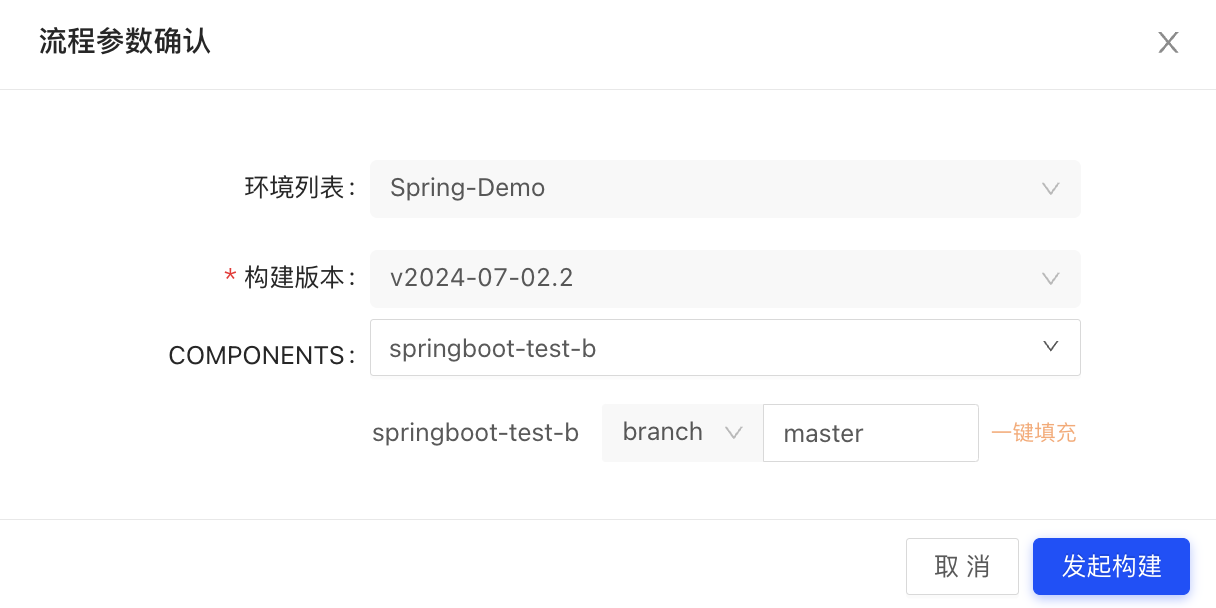 流程参数确认
环境列表: Spring-Demo
* 构建版本: v2024-07-02.2
COMPONENTS: springboot-test-b
springboot-test-b branch master 一键填充
取 消 发起构建